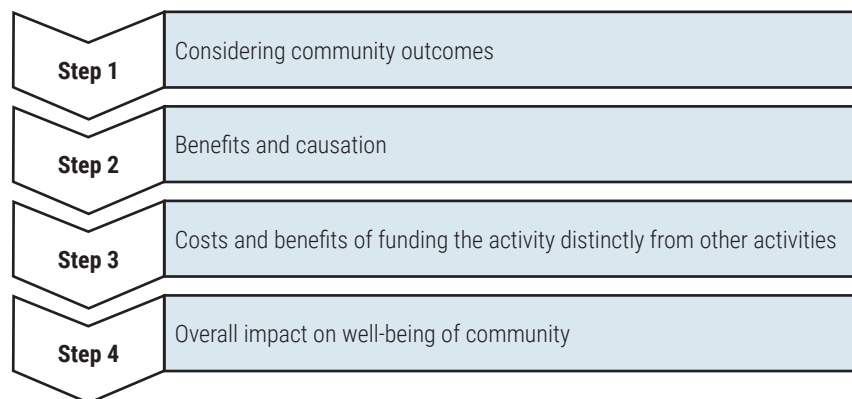 Step 1
Considering community outcomes
Step 2
Benefits and causation
Step 3
Costs and benefits of funding the activity distinctly from other activities
Step 4
Overall impact on well-being of community